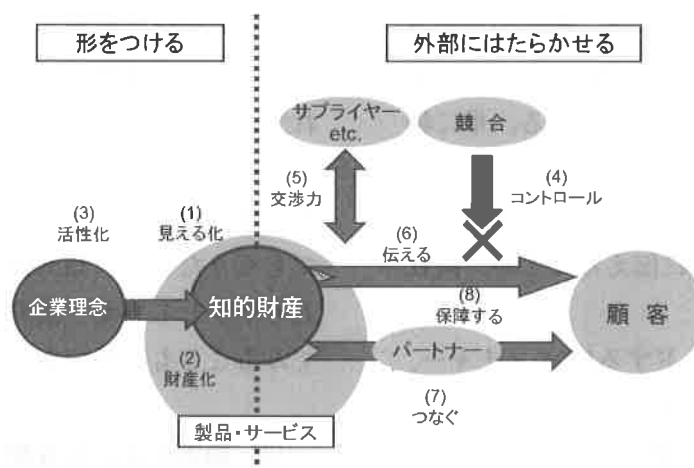 形をつける
外部にはたらかせる
サプライヤー
etc.
競合
(5)
交渉力
(4)
コントロール
(3)
活性化
(1)
見える化
(6)
伝える
企業理念
知的財産
(8)
保障する
顧客
(2)
財産化
パートナー
(7)
つなぐ
製品・サービス